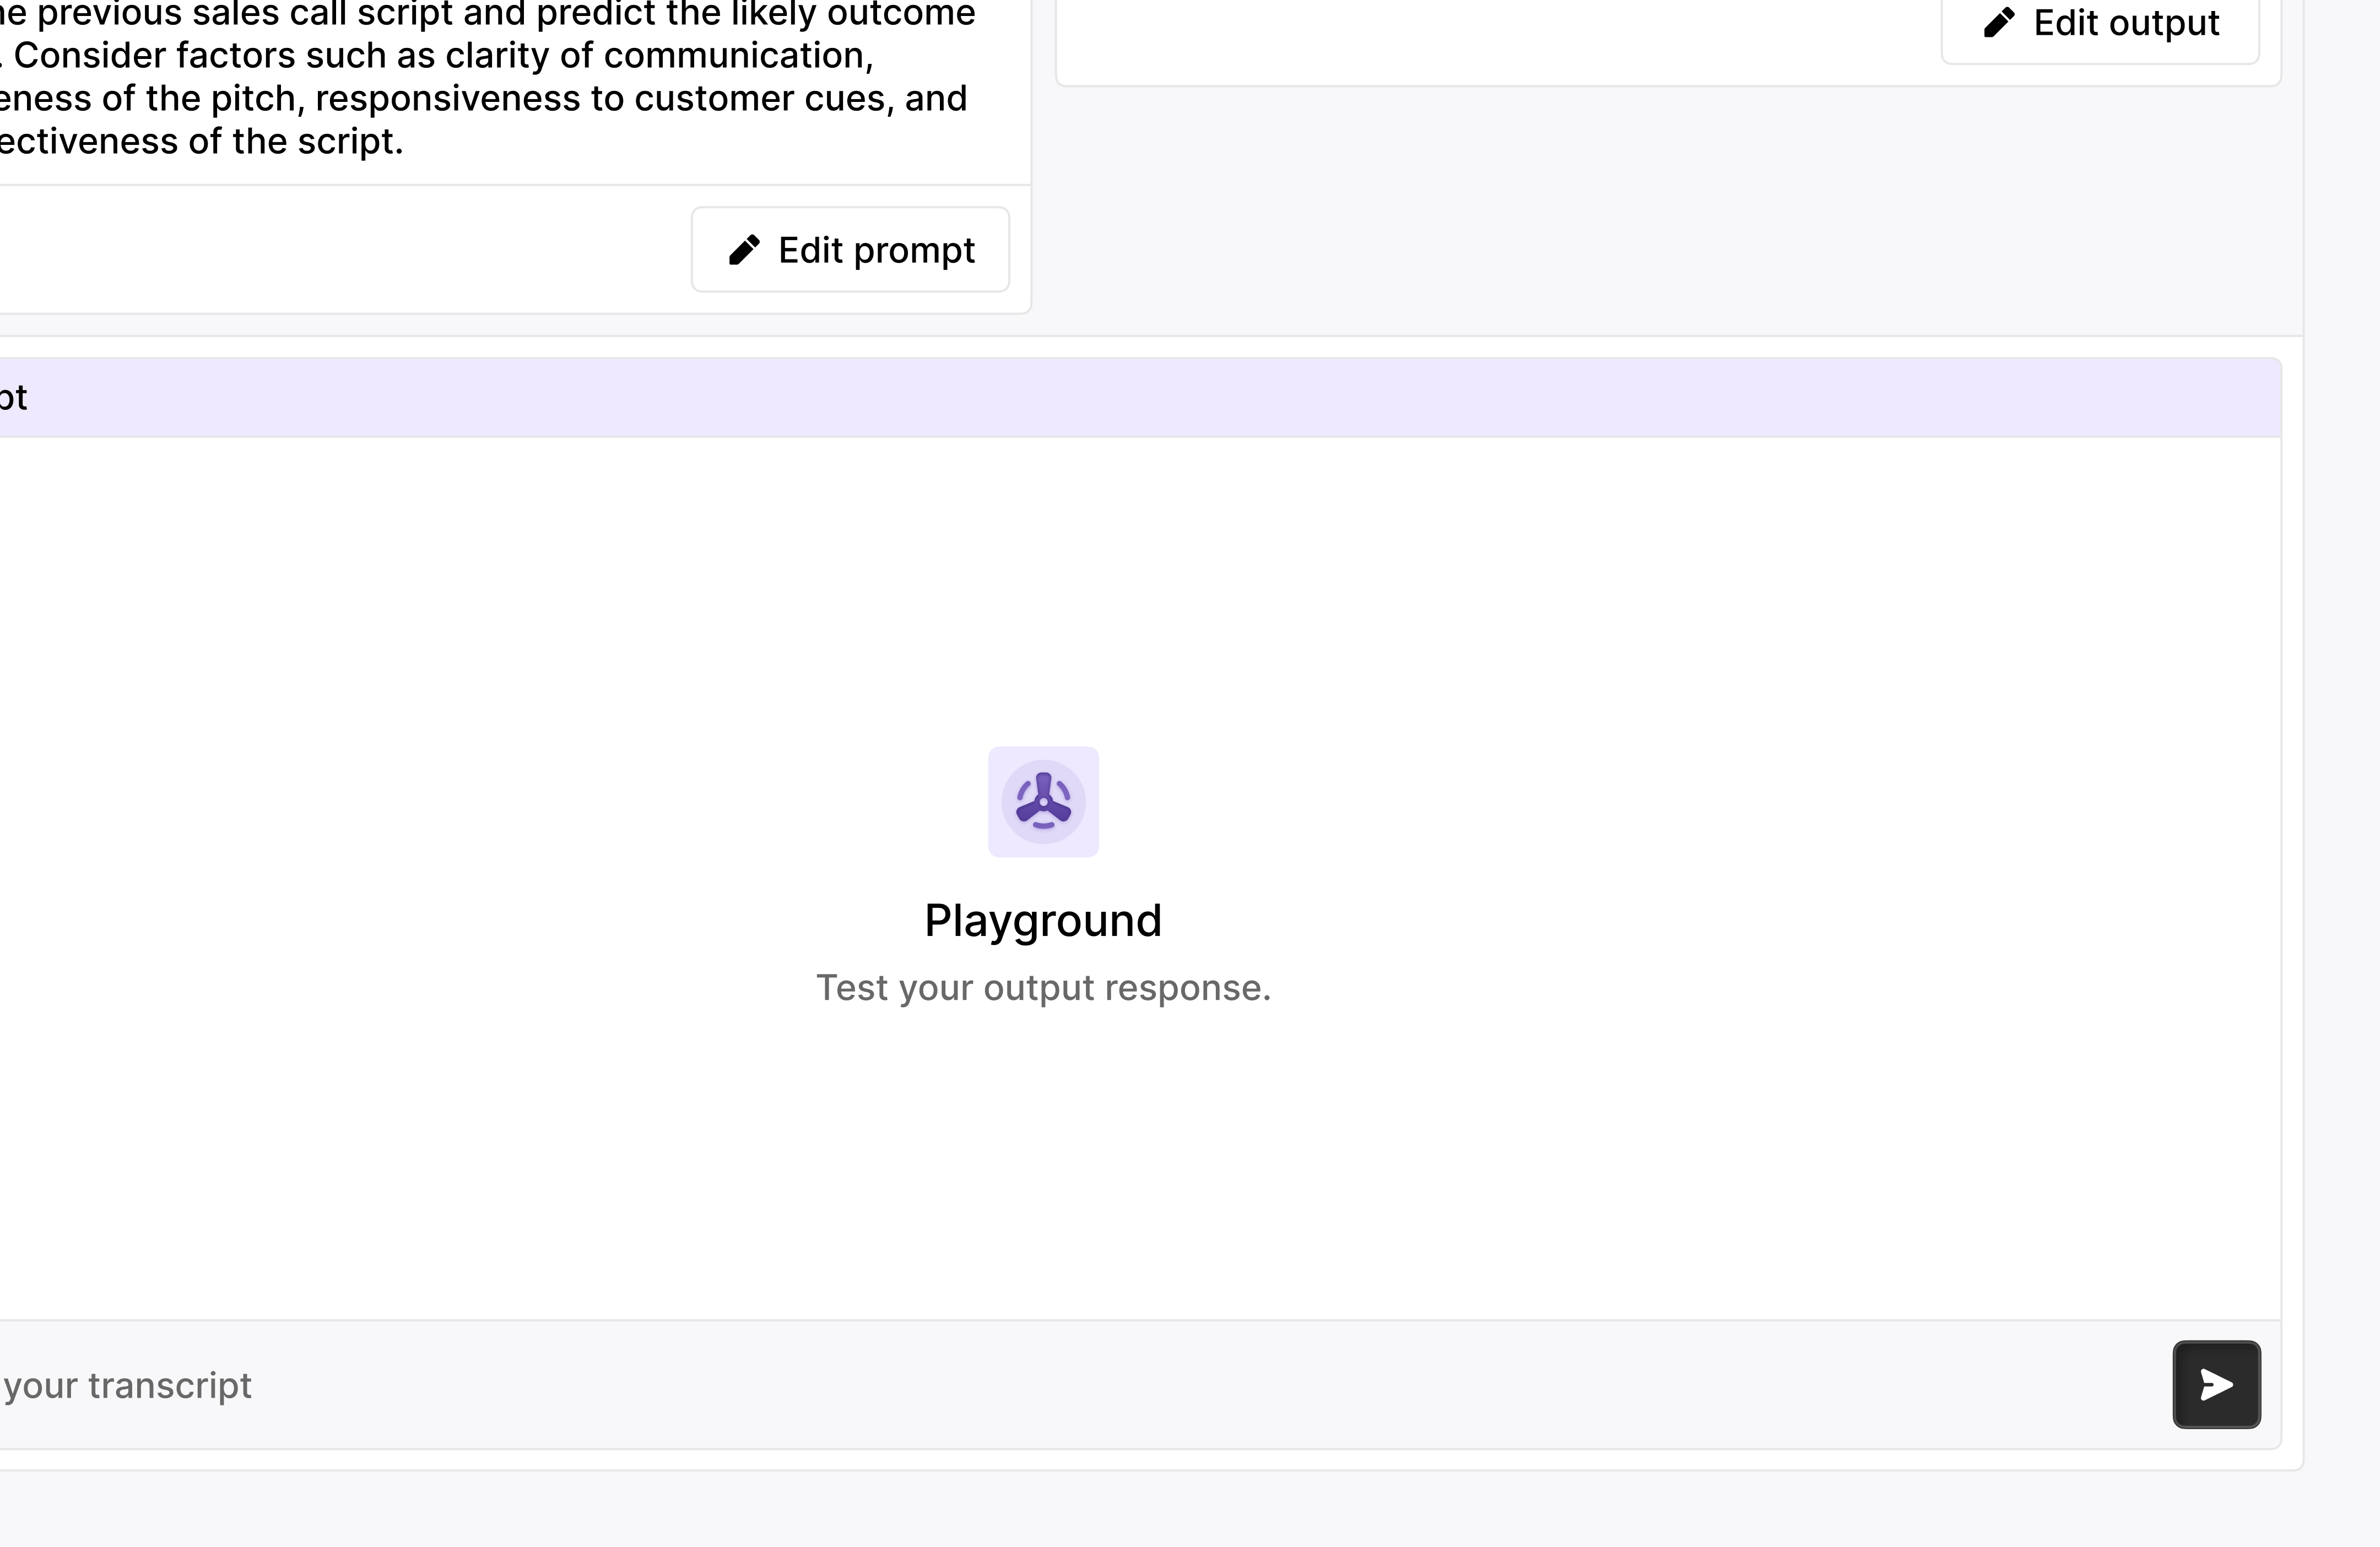 he previous sales call script and predict the likely outcome
. Consider factors such as clarity of communication,
eness of the pitch, responsiveness to customer cues, and
ectiveness of the script.
Edit output
Edit prompt
pt
Playground
Test your output response.
your transcript